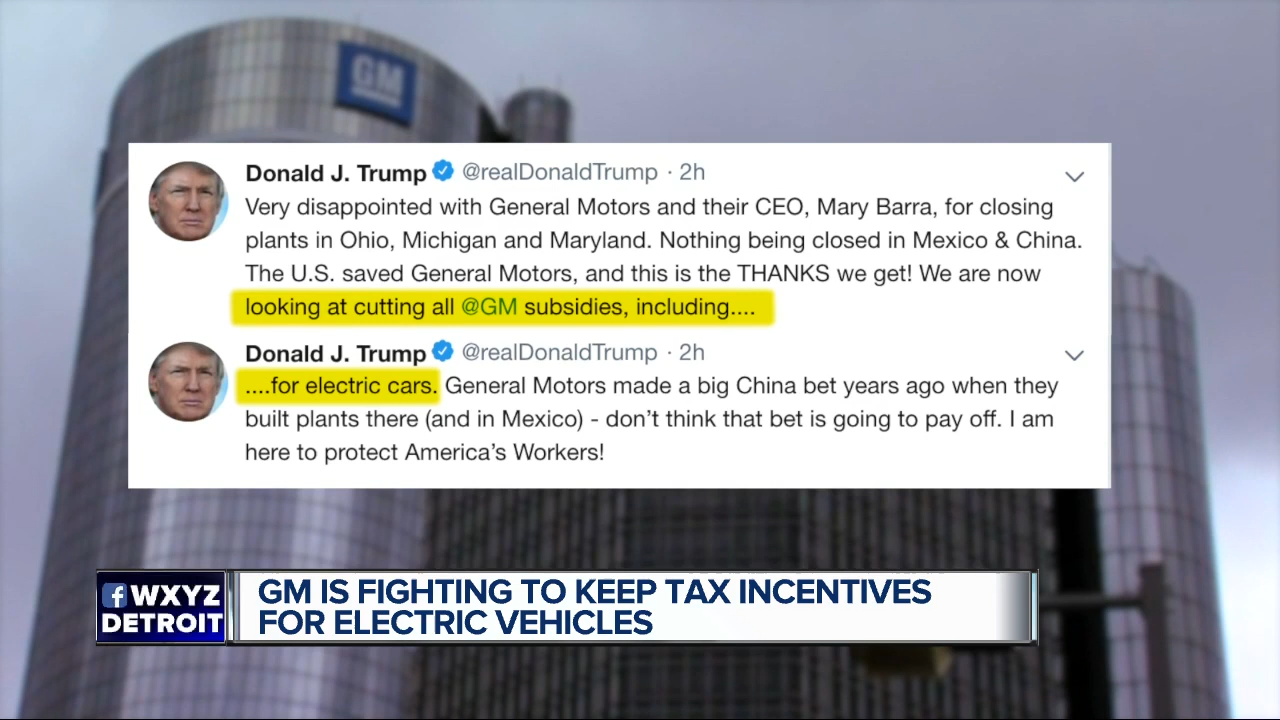 GM
Donald J. Trump @realDonaldTrump · 2h
Very disappointed with General Motors and their CEO, Mary Barra, for closing
plants in Ohio, Michigan and Maryland. Nothing being closed in Mexico & China.
The U.S. saved General Motors, and this is the THANKS we get! We are now
looking at cutting all @GM subsidies, including....
Donald J. Trump @realDonaldTrump · 2h
....for electric cars. General Motors made a big China bet years ago when they
built plants there (and in Mexico) - don’t think that bet is going to pay off. I am
here to protect America’s Workers!
f WXYZ
DETROIT
GM IS FIGHTING TO KEEP TAX INCENTIVES
FOR ELECTRIC VEHICLES